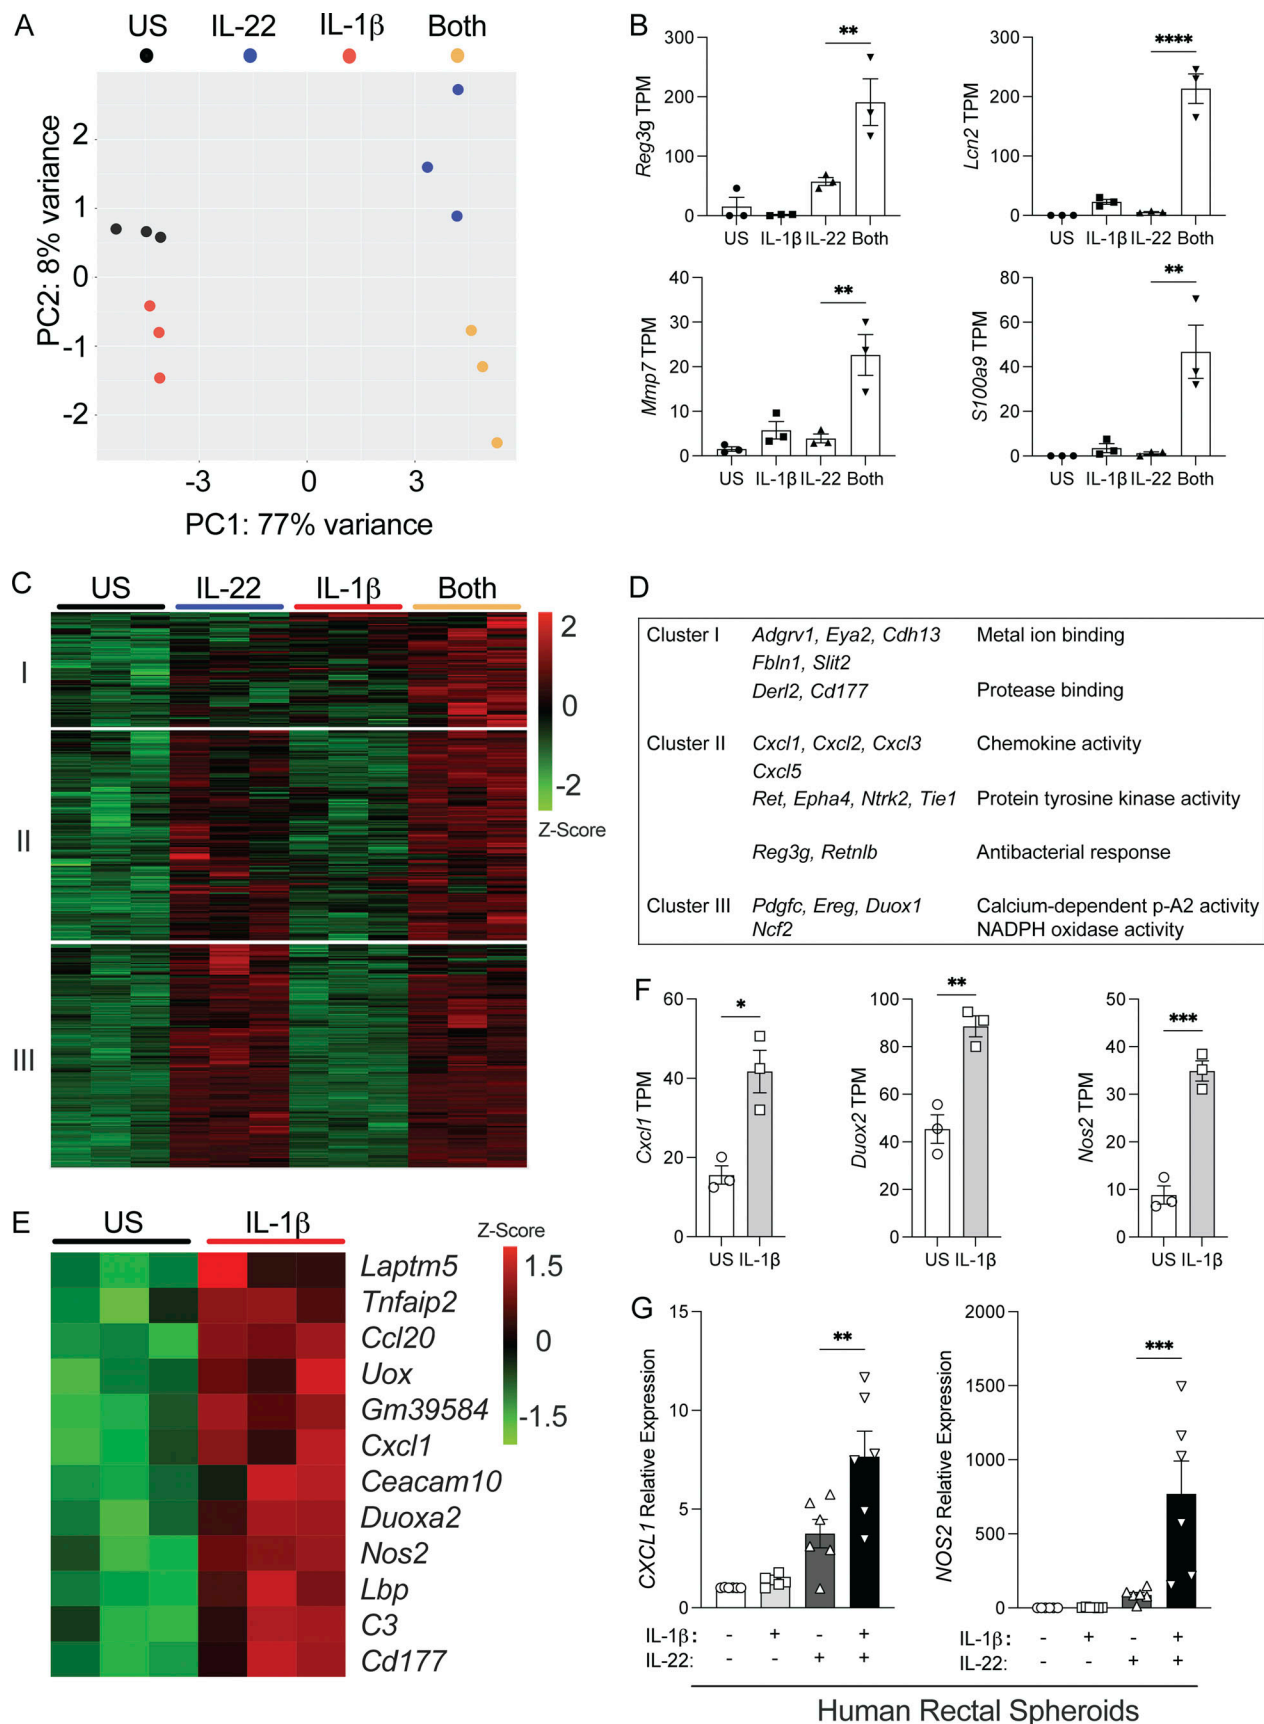 A
US IL-22 IL-1β Both
PC2: 8% variance
2
1
0
-1
-2
-3 0 3
PC1: 77% variance
B
**
Reg3g TPM
300
200
100
0
US IL-1β IL-22 Both
****
Lcn2 TPM
300
200
100
0
US IL-1β IL-22 Both
**
Mmp7 TPM
40
30
20
10
0
US IL-1β IL-22 Both
**
S100a9 TPM
80
60
40
20
0
US IL-1β IL-22 Both
C
US IL-22 IL-1β Both
I
II
III
2
0
-2
Z-Score
D
Cluster I Adgrv1, Eya2, Cdh13 Metal ion binding
Fbln1, Slit2
Derl2, Cd177 Protease binding
Cluster II Cxcl1, Cxcl2, Cxcl3 Chemokine activity
Cxcl5
Ret, Epha4, Ntrk2, Tie1 Protein tyrosine kinase activity
Reg3g, Retnlb Antibacterial response
Cluster III Pdgfc, Ereg, Duox1 Calcium-dependent p-A2 activity
Ncf2 NADPH oxidase activity
E
US IL-1β
Z-Score
1.5
0
-1.5
Laptm5
Tnfaip2
Ccl20
Uox
Gm39584
Cxcl1
Ceacam10
Duoxa2
Nos2
Lbp
C3
Cd177
F
*
Cxcl1 TPM
60
40
20
0
US IL-1β
**
Duox2 TPM
100
80
60
40
20
0
US IL-1β
***
Nos2 TPM
50
40
30
20
10
0
US IL-1β
G
**
CXCL1 Relative Expression
15
10
5
0
IL-1β: - + - +
IL-22: - - + +
***
NOS2 Relative Expression
2000
1500
1000
500
0
IL-1β: - + - +
IL-22: - - + +
Human Rectal Spheroids